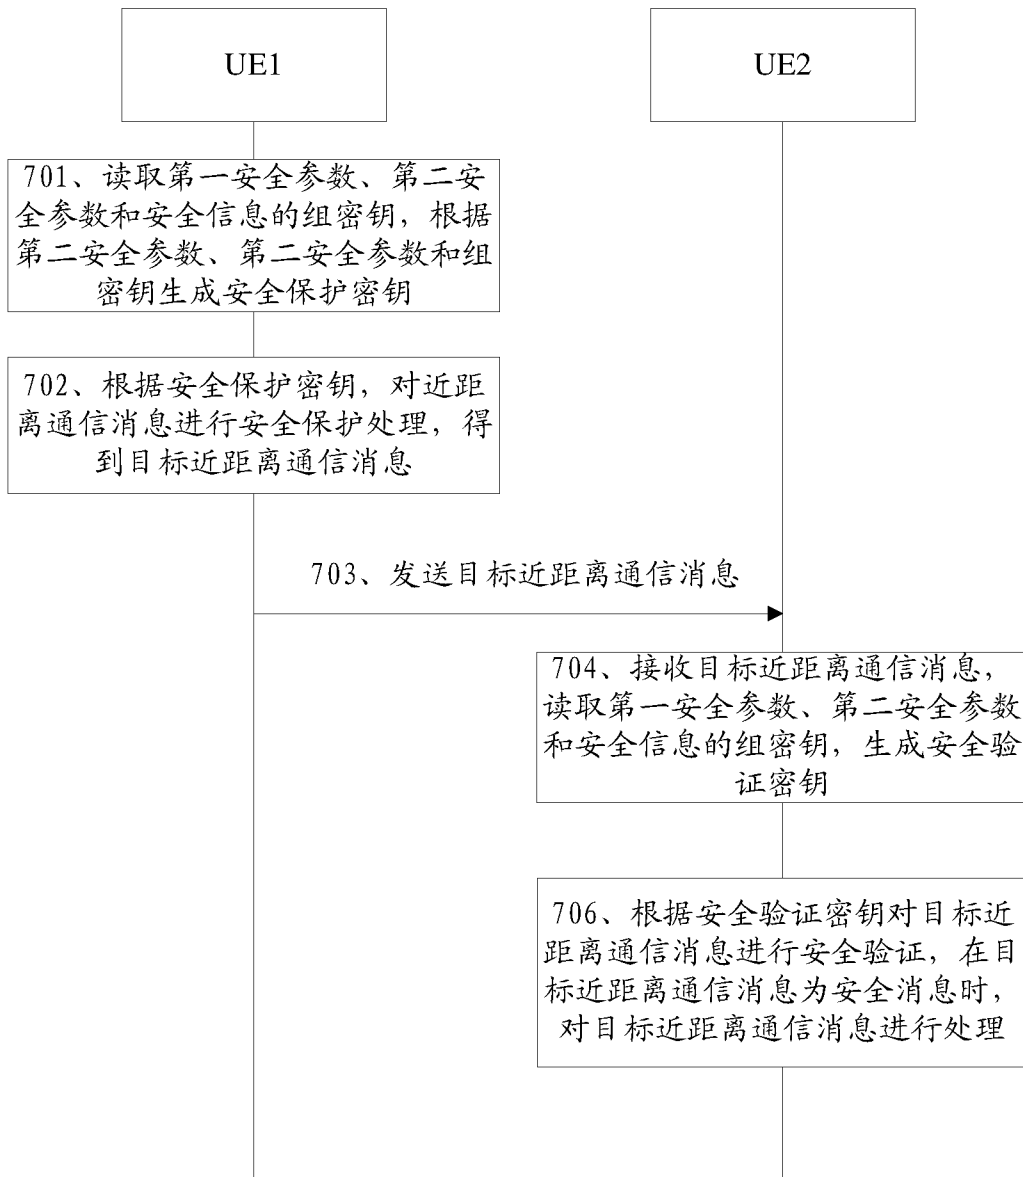 UE1
UE2
701、读取第一安全参数、第二安
全参数和安全信息的组密钥，根据
第二安全参数、第二安全参数和组
密钥生成安全保护密钥
702、根据安全保护密钥，对近距
离通信消息进行安全保护处理，得
到目标近距离通信消息
703、发送目标近距离通信消息
704、接收目标近距离通信消息，
读取第一安全参数、第二安全参数
和安全信息的组密钥，生成安全验
证密钥
706、根据安全验证密钥对目标近
距离通信消息进行安全验证，在目
标近距离通信消息为安全消息时，
对目标近距离通信消息进行处理